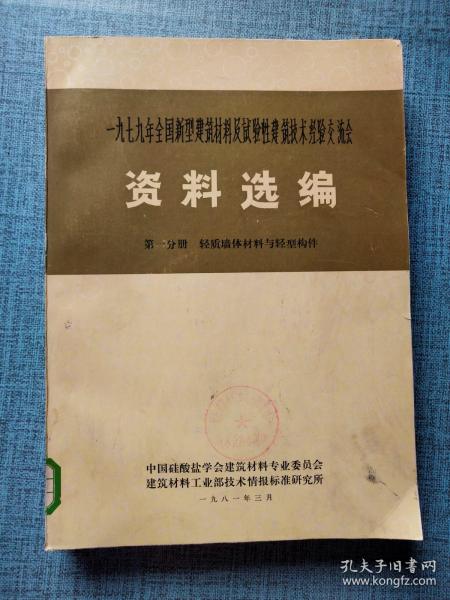 一九七九年全国新型建筑材料及试验性建筑技术经验交流会
资料选编
第一分册 轻质墙体材料与轻型构件
中国硅酸盐学会建筑材料专业委员会
建筑材料工业部技术情报标准研究所
一九八一年三月
孔夫子旧书网
www.kongfz.com